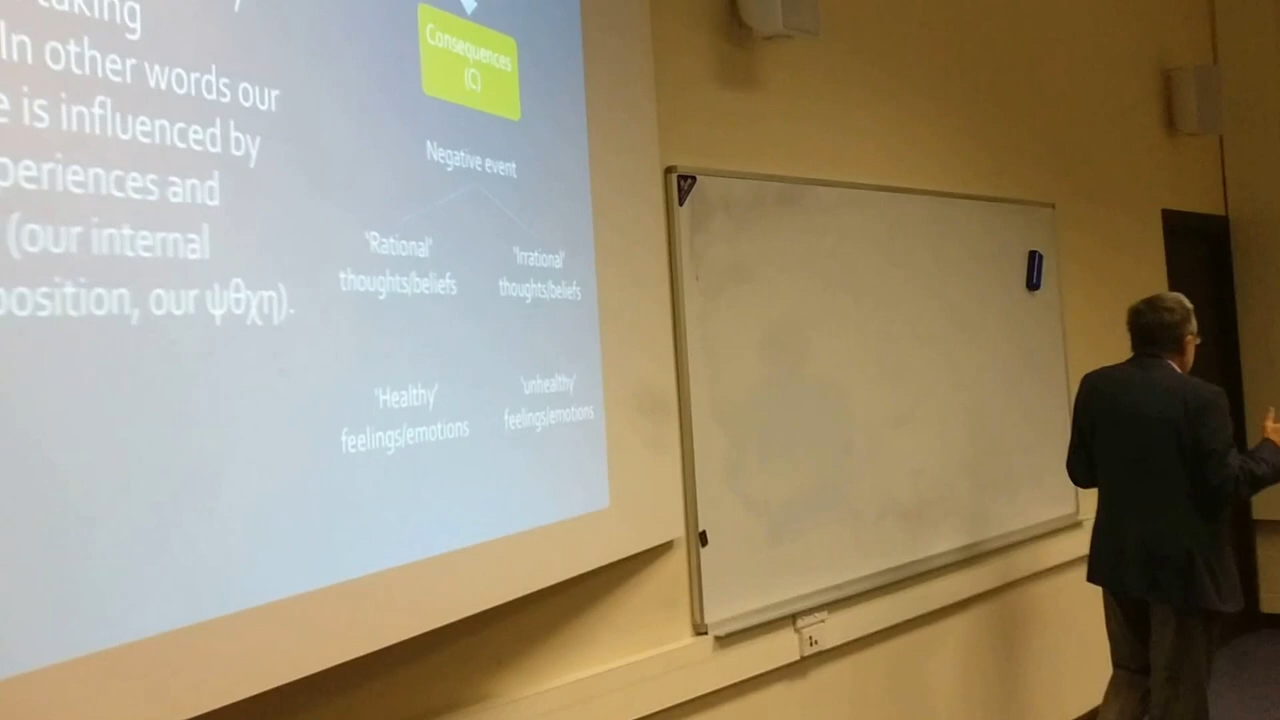 taking
In other words our
e is influenced by
periences and
(our internal
position, our ψθχη).
Consequences
(C)
Negative event
'Rational'
thoughts/beliefs
'Irrational'
thoughts/beliefs
'Healthy'
feelings/emotions
'unhealthy'
feelings/emotions